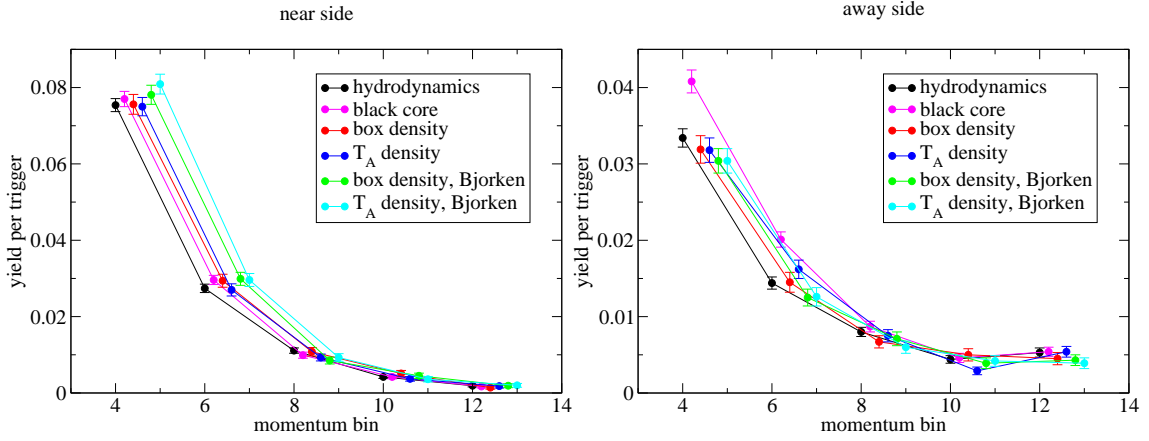 near side
0.08
0.06
0.04
0.02
0
4 6 8 10 12 14
momentum bin
yield per trigger
hydrodynamics
black core
box density
T_A density
box density, Bjorken
T_A density, Bjorken
away side
0.04
0.03
0.02
0.01
0
4 6 8 10 12 14
momentum bin
yield per trigger
hydrodynamics
black core
box density
T_A density
box density, Bjorken
T_A density, Bjorken